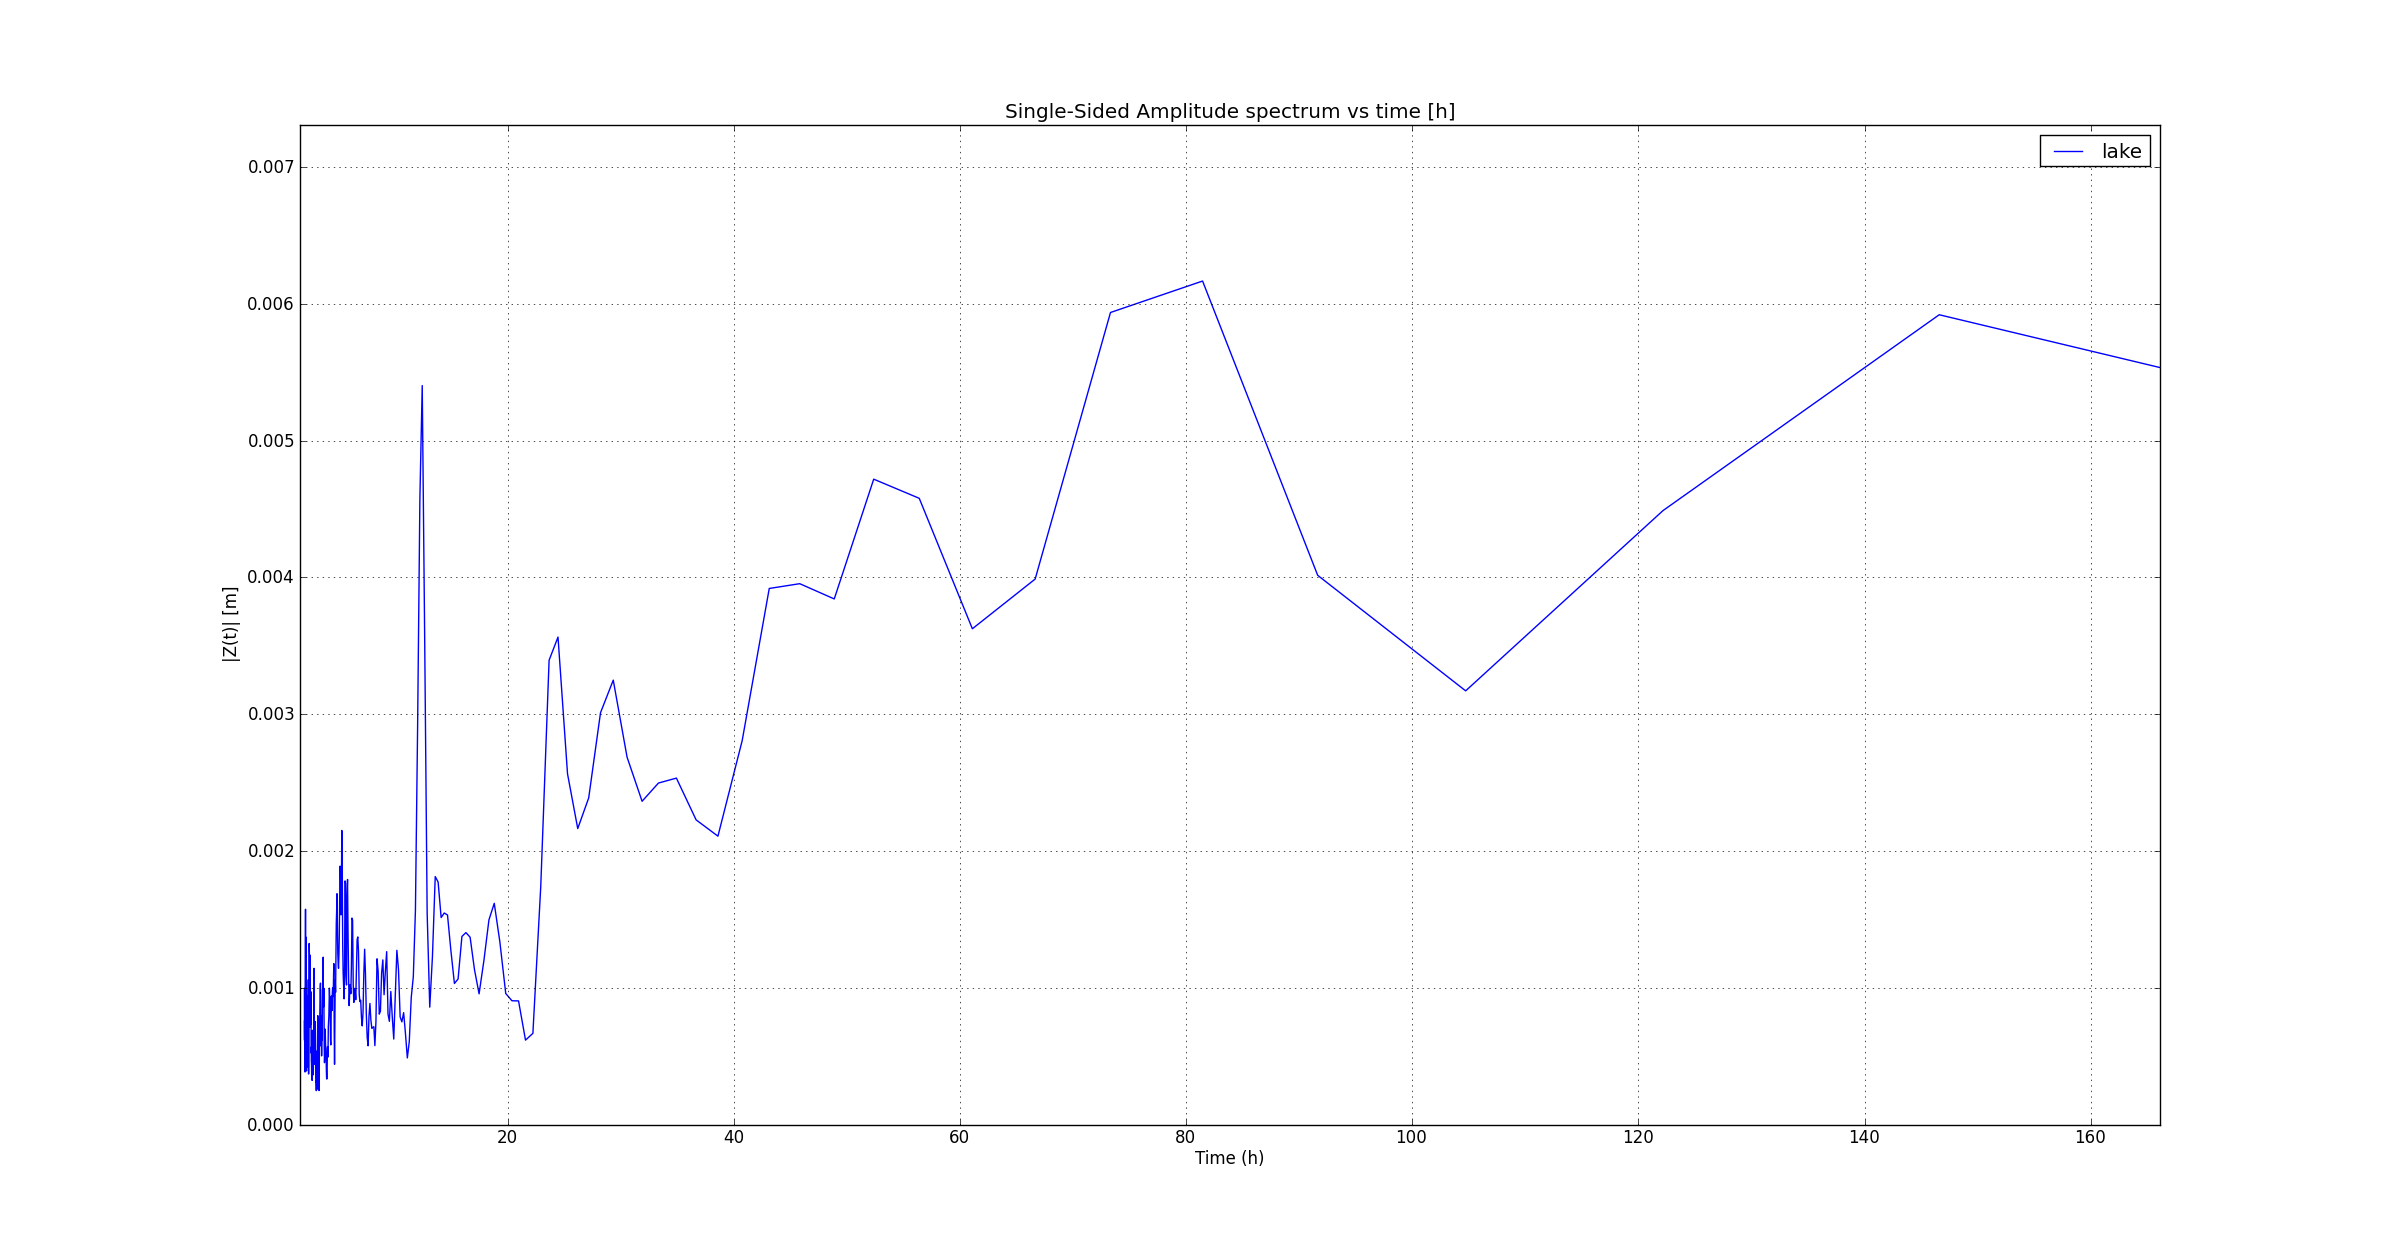 Single-Sided Amplitude spectrum vs time [h]
lake
0.007
0.006
0.005
0.004
0.003
0.002
0.001
0.000
|Z(t)| [m]
20 40 60 80 100 120 140 160
Time (h)